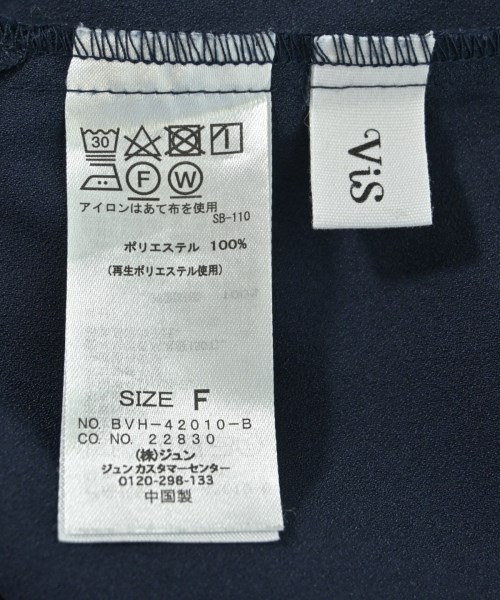 30
F W
アイロンはあて布を使用
SB-110
ポリエステル 100%
(再生ポリエステル使用)
SIZE F
NO. BVH-42010-B
CO. NO. 22830
(株)ジュン
ジュンカスタマーセンター
0120-298-133
中国製
ViS